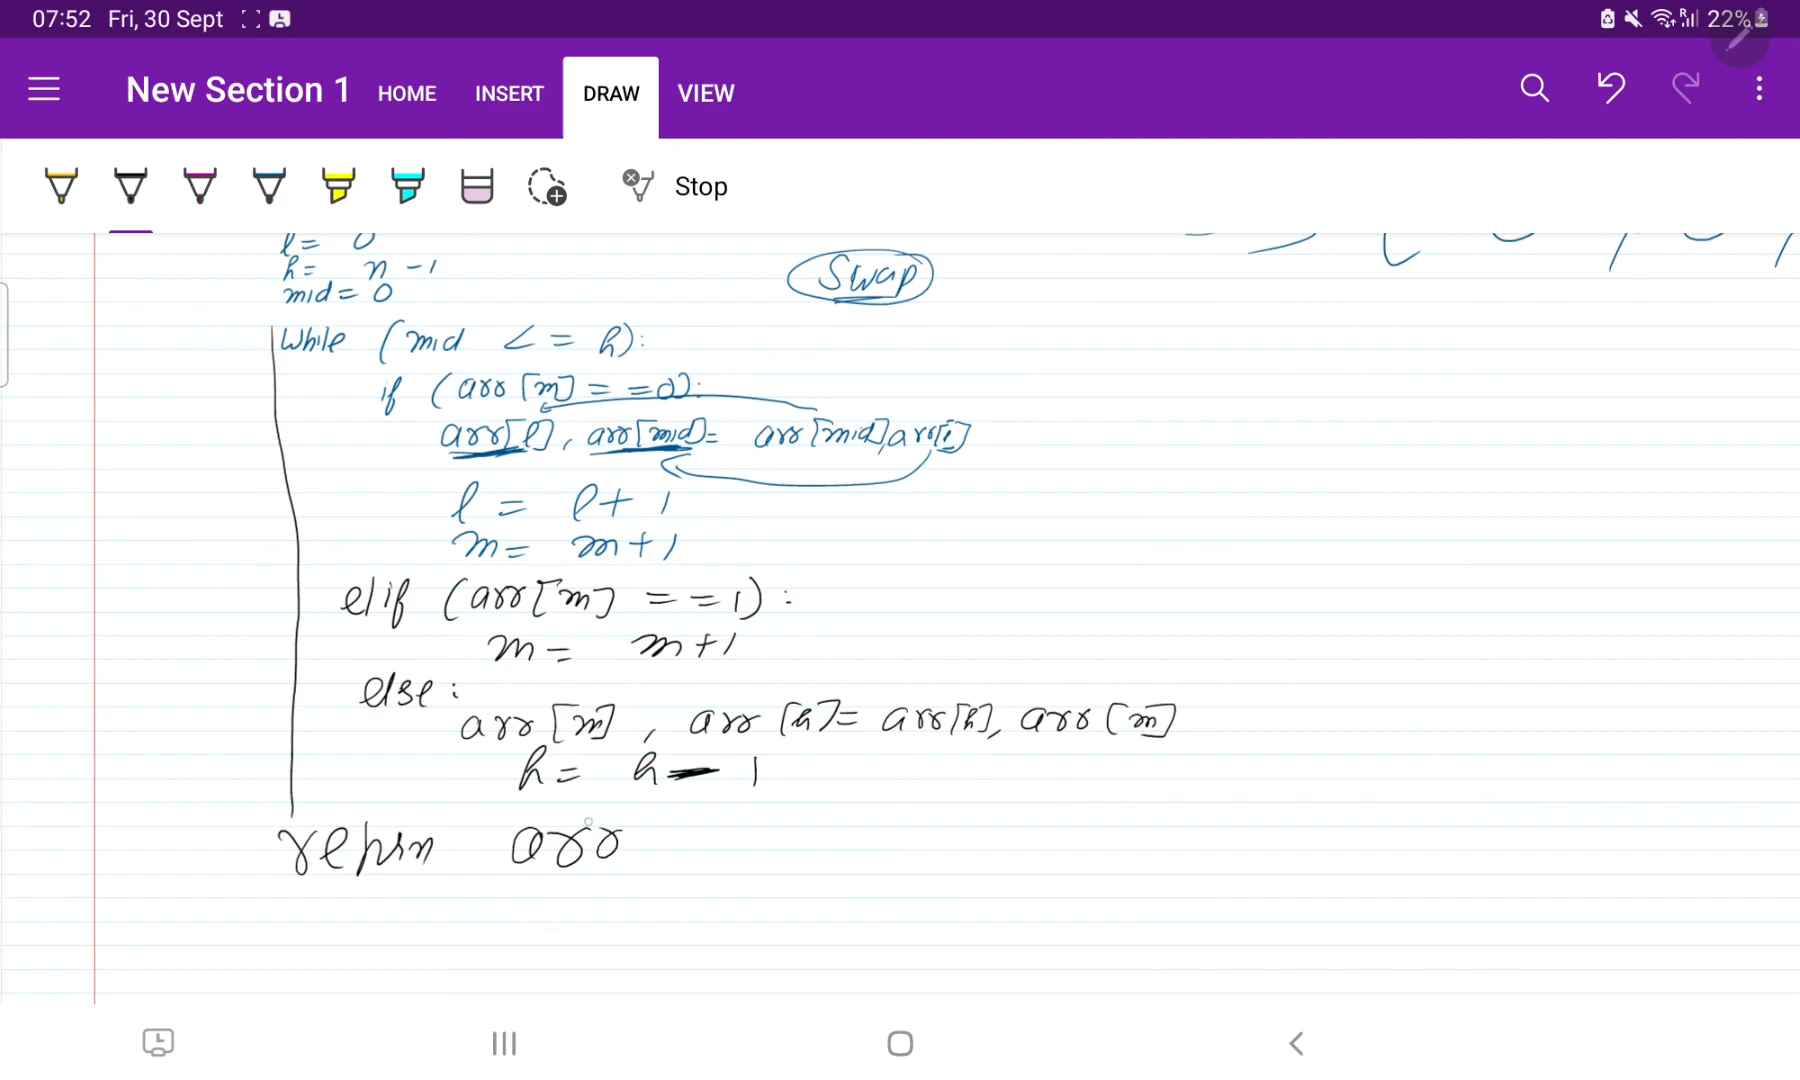 07:52 Fri, 30 Sept 22%
New Section 1 HOME INSERT DRAW VIEW
Stop
l = 0
h = n - 1
mid = 0
Swap
While (mid <= h):
if (arr[m] == 0):
arr[l], arr[mid] = arr[mid], arr[l]
l = l + 1
m = m + 1
elif (arr[m] == 1):
m = m + 1
else:
arr[m], arr[h] = arr[h], arr[m]
h = h - 1
return arr